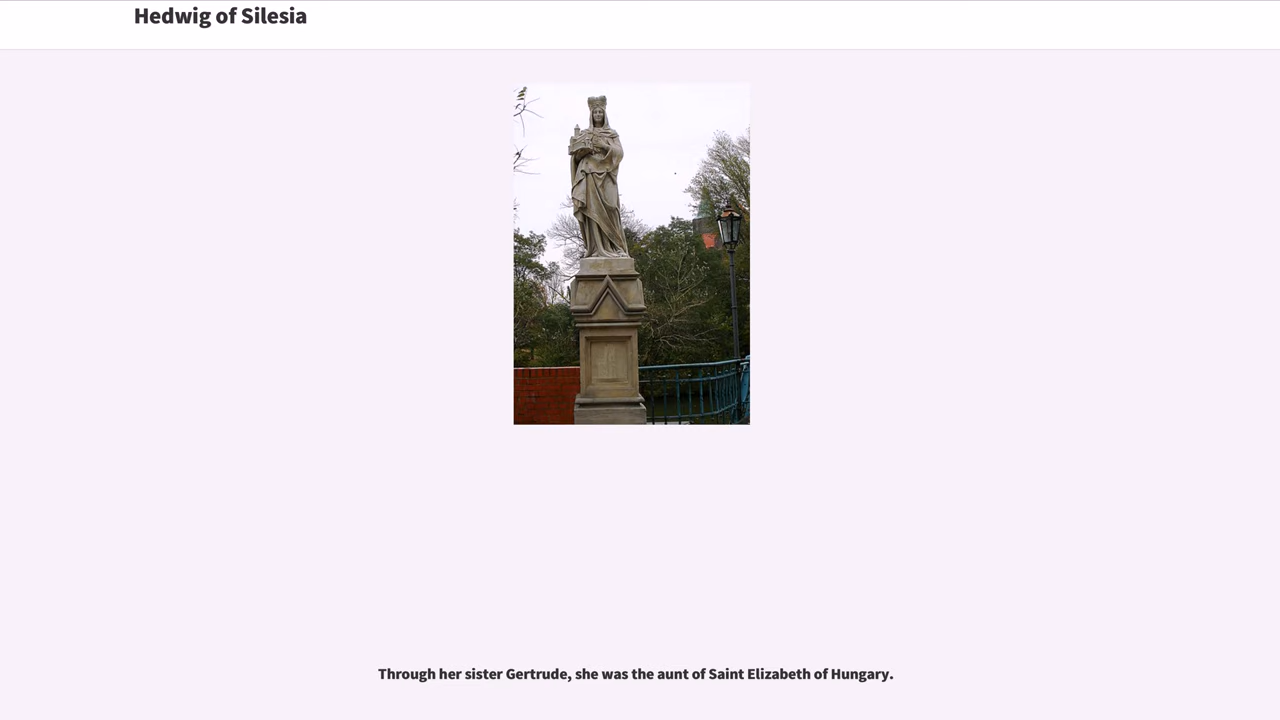 Hedwig of Silesia
Through her sister Gertrude, she was the aunt of Saint Elizabeth of Hungary.